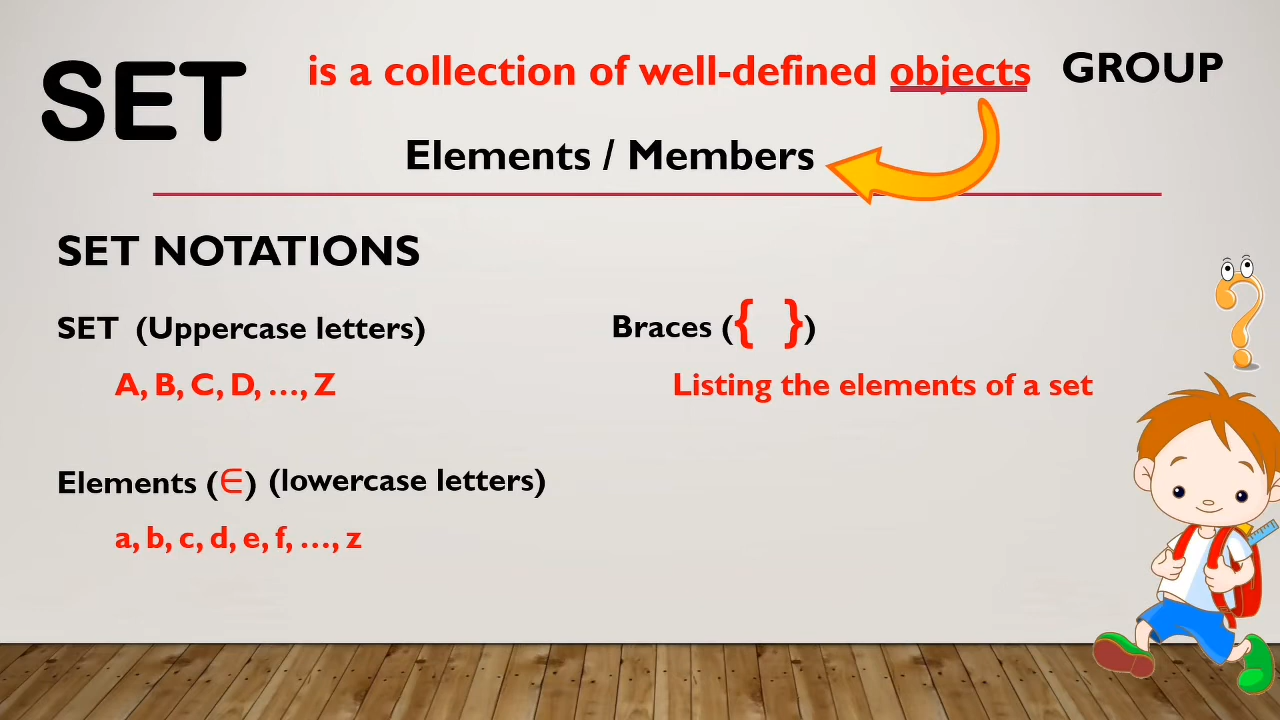 SET is a collection of well-defined objects GROUP
Elements / Members
SET NOTATIONS
SET (Uppercase letters)
A, B, C, D, ..., Z
Braces ({ })
Listing the elements of a set
Elements (∈) (lowercase letters)
a, b, c, d, e, f, ..., z